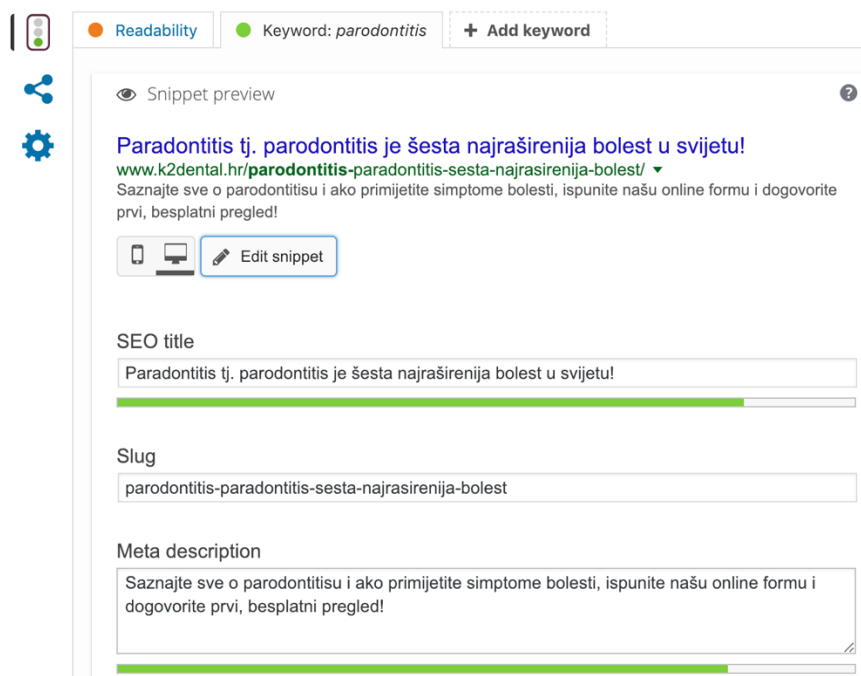 Readability
Keyword: parodontitis
+ Add keyword
Snippet preview
?
Paradontitis tj. parodontitis je šesta najraširenija bolest u svijetu!
www.k2dental.hr/parodontitis-paradontitis-sesta-najrasirenija-bolest/
Saznajte sve o parodontitisu i ako primijetite simptome bolesti, ispunite našu online formu i dogovorite
prvi, besplatni pregled!
Edit snippet
SEO title
Paradontitis tj. parodontitis je šesta najraširenija bolest u svijetu!
Slug
parodontitis-paradontitis-sesta-najrasirenija-bolest
Meta description
Saznajte sve o parodontitisu i ako primijetite simptome bolesti, ispunite našu online formu i
dogovorite prvi, besplatni pregled!